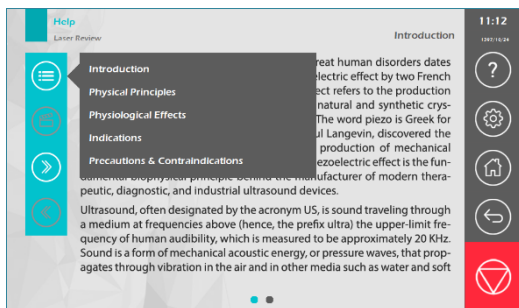 Help
Laser Review
Introduction
11:12
Introduction
Physical Principles
Physiological Effects
Indications
Precautions & Contraindications
reat human disorders dates
electric effect by two French
ect refers to the production
natural and synthetic crys-
The word piezo is Greek for
ul Langevin, discovered the
production of mechanical
ezoelectric effect is the fun-
damental biophysical principle behind the manufacturer of modern thera-
peutic, diagnostic, and industrial ultrasound devices.
Ultrasound, often designated by the acronym US, is sound traveling through
a medium at frequencies above (hence, the prefix ultra) the upper-limit fre-
quency of human audibility, which is measured to be approximately 20 KHz.
Sound is a form of mechanical acoustic energy, or pressure waves, that prop-
agates through vibration in the air and in other media such as water and soft